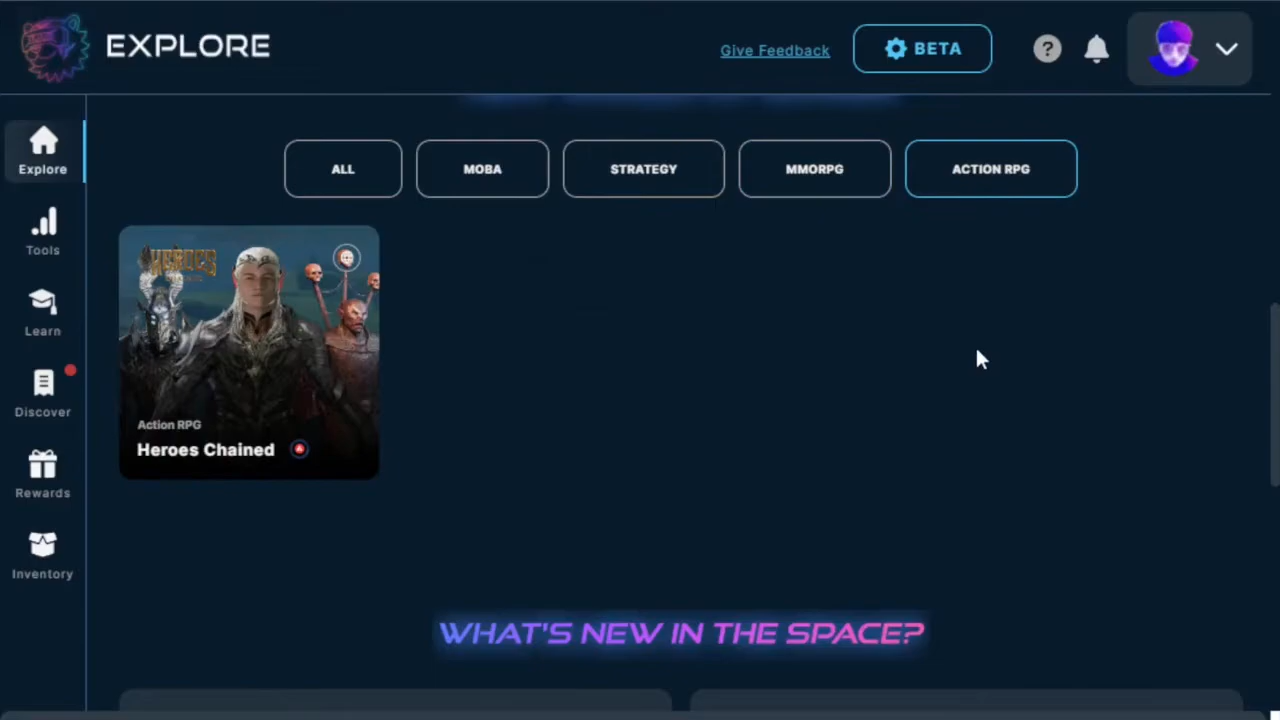 EXPLORE
Give Feedback
BETA
?
Explore
Tools
Learn
Discover
Rewards
Inventory
ALL
MOBA
STRATEGY
MMORPG
ACTION RPG
HEROES
Action RPG
Heroes Chained
WHAT'S NEW IN THE SPACE?